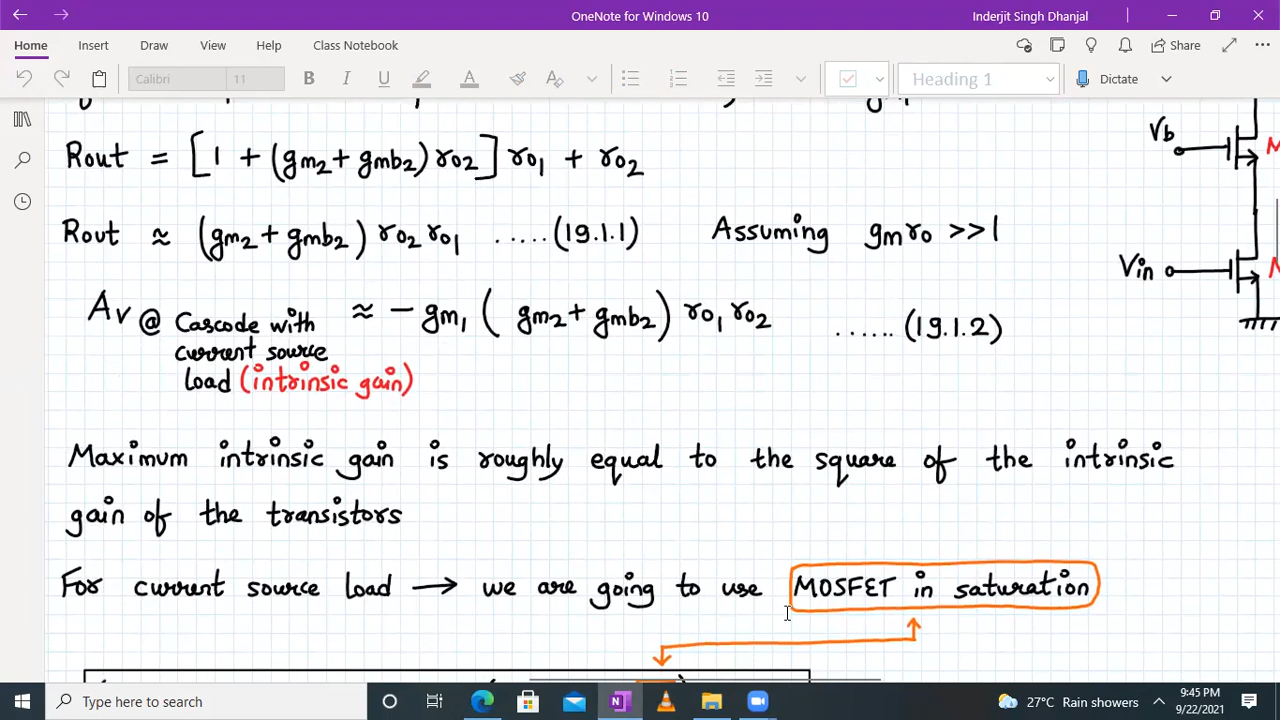 OneNote for Windows 10
Inderjit Singh Dhanjal
Home Insert Draw View Help Class Notebook
Share
Calibri 11 B I U A A Heading 1 Dictate
Rout = [1 + (gm2 + gmb2) ro2] ro1 + ro2
Vb
M
Rout ≈ (gm2 + gmb2) ro2 ro1 .....(19.1.1) Assuming gmro >>1
Vin
M
Av @ Cascode with ≈ - gm1 (gm2 + gmb2) ro1 ro2 ......(19.1.2)
current source
load (intrinsic gain)
Maximum intrinsic gain is roughly equal to the square of the intrinsic
gain of the transistors
For current source load → we are going to use MOSFET in saturation
Type here to search
27°C Rain showers
9:45 PM
9/22/2021